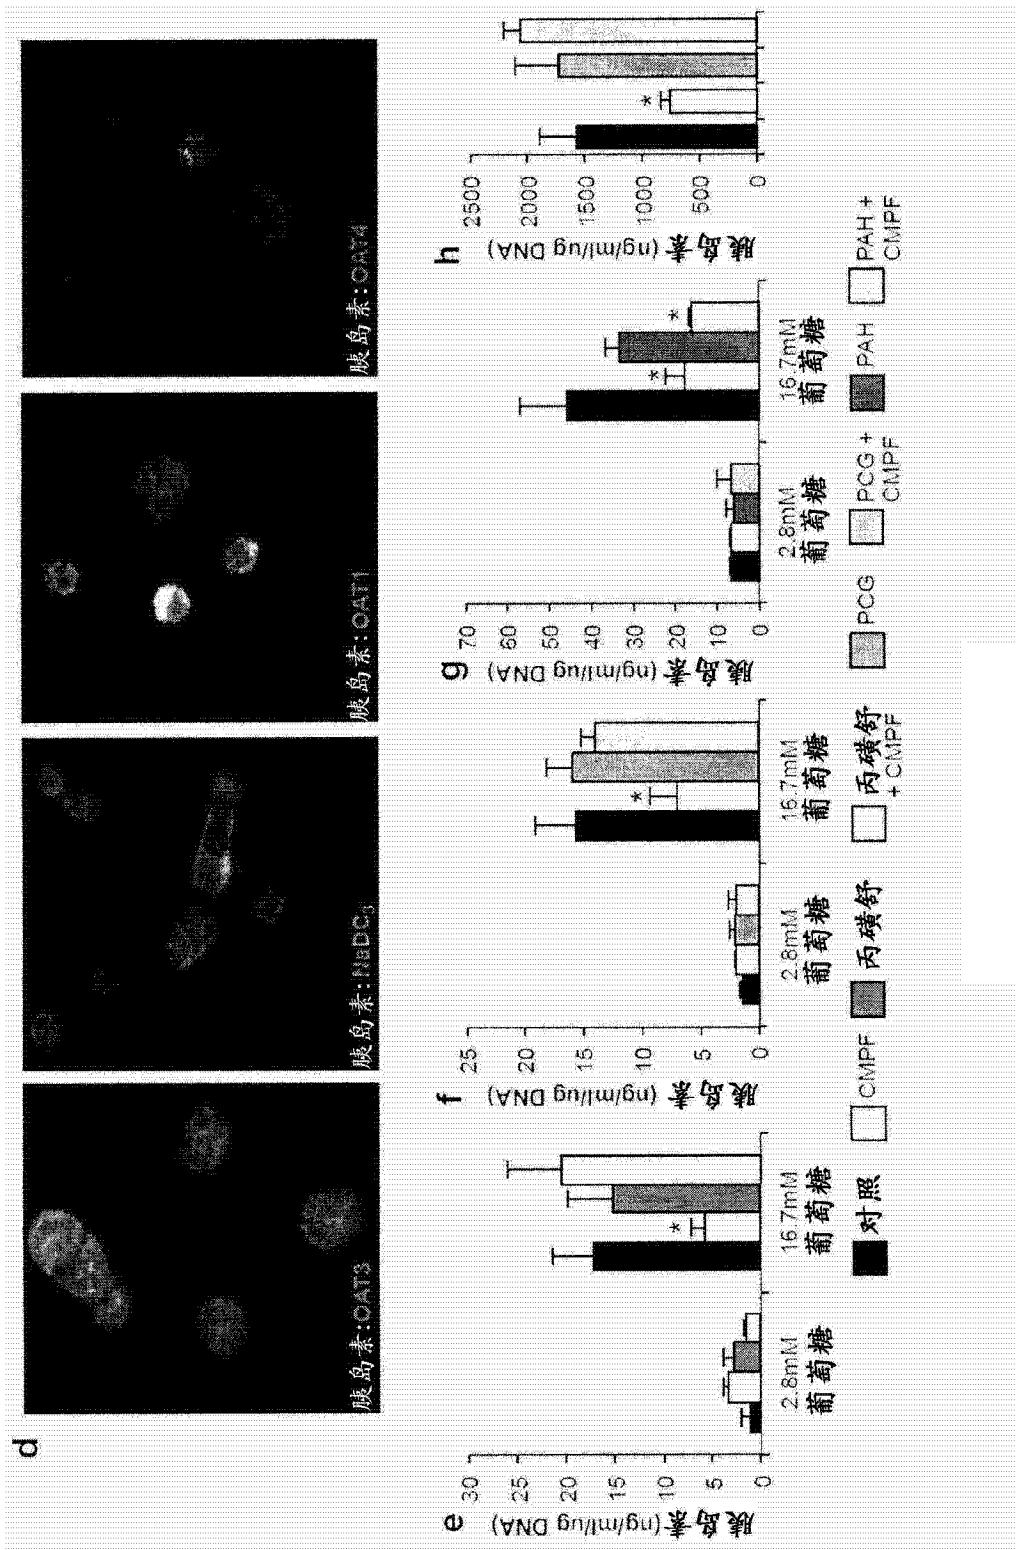 d
胰岛素:OAT3
胰岛素:NaDC3
胰岛素:OAT1
胰岛素:OAT4
e
胰岛素 (ng/ml/ug DNA)
25
20
15
10
5
0
2.8mM
葡萄糖
16.7mM
葡萄糖
*
f
胰岛素 (ng/ml/ug DNA)
25
20
15
10
5
0
2.8mM
葡萄糖
16.7mM
葡萄糖
*
g
胰岛素 (ng/ml/ug DNA)
70
60
50
40
30
20
10
0
2.8mM
葡萄糖
16.7mM
葡萄糖
*
*
h
胰岛素 (ng/ml/ug DNA)
2500
2000
1500
1000
500
0
*
对照
CMPF
丙磺舒
丙磺舒
+ CMPF
PCG
PCG +
CMPF
PAH
PAH +
CMPF